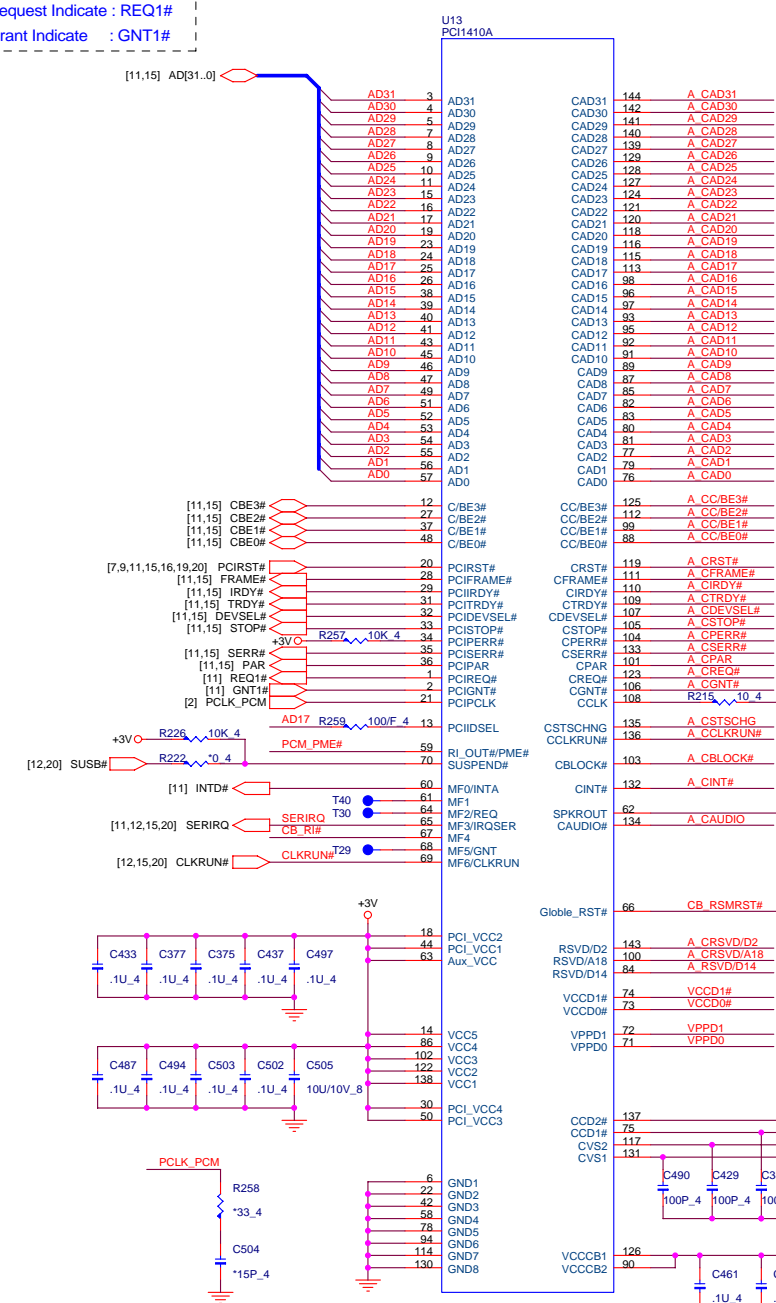 equest Indicate : REQ1#
rant Indicate : GNT1#
U13
PCI1410A
[11,15] AD[31..0]
AD31 3 AD31 CAD31 144 A_CAD31
AD30 4 AD30 CAD30 142 A_CAD30
AD29 5 AD29 CAD29 141 A_CAD29
AD28 7 AD28 CAD28 140 A_CAD28
AD27 8 AD27 CAD27 139 A_CAD27
AD26 9 AD26 CAD26 129 A_CAD26
AD25 10 AD25 CAD25 128 A_CAD25
AD24 11 AD24 CAD24 127 A_CAD24
AD23 15 AD23 CAD23 124 A_CAD23
AD22 16 AD22 CAD22 121 A_CAD22
AD21 17 AD21 CAD21 120 A_CAD21
AD20 19 AD20 CAD20 118 A_CAD20
AD19 23 AD19 CAD19 116 A_CAD19
AD18 24 AD18 CAD18 115 A_CAD18
AD17 25 AD17 CAD17 113 A_CAD17
AD16 26 AD16 CAD16 98 A_CAD16
AD15 38 AD15 CAD15 96 A_CAD15
AD14 39 AD14 CAD14 97 A_CAD14
AD13 40 AD13 CAD13 93 A_CAD13
AD12 41 AD12 CAD12 95 A_CAD12
AD11 43 AD11 CAD11 92 A_CAD11
AD10 45 AD10 CAD10 91 A_CAD10
AD9 46 AD9 CAD9 89 A_CAD9
AD8 47 AD8 CAD8 87 A_CAD8
AD7 49 AD7 CAD7 85 A_CAD7
AD6 51 AD6 CAD6 82 A_CAD6
AD5 52 AD5 CAD5 83 A_CAD5
AD4 53 AD4 CAD4 80 A_CAD4
AD3 54 AD3 CAD3 81 A_CAD3
AD2 55 AD2 CAD2 77 A_CAD2
AD1 56 AD1 CAD1 79 A_CAD1
AD0 57 AD0 CAD0 76 A_CAD0
[11,15] CBE3# 12 C/BE3# CC/BE3# 125 A_CC/BE3#
[11,15] CBE2# 27 C/BE2# CC/BE2# 112 A_CC/BE2#
[11,15] CBE1# 37 C/BE1# CC/BE1# 99 A_CC/BE1#
[11,15] CBE0# 48 C/BE0# CC/BE0# 88 A_CC/BE0#
[7,9,11,15,16,19,20] PCIRST# 20 PCIRST# CRST# 119 A_CRST#
[11,15] FRAME# 28 PCIFRAME# CFRAME# 111 A_CFRAME#
[11,15] IRDY# 29 PCIIRDY# CIRDY# 110 A_CIRDY#
[11,15] TRDY# 31 PCITRDY# CTRDY# 109 A_CTRDY#
[11,15] DEVSEL# 32 PCIDEVSEL# CDEVSEL# 107 A_CDEVSEL#
[11,15] STOP# 33 PCISTOP# CSTOP# 105 A_CSTOP#
+3V R257 10K_4 34 PCIPERR# CPERR# 104 A_CPERR#
[11,15] SERR# 35 PCISERR# CSERR# 133 A_CSERR#
[11,15] PAR 36 PCIPAR CPAR 101 A_CPAR
[11] REQ1# 1 PCIREQ# CREQ# 123 A_CREQ#
[11] GNT1# 2 PCIGNT# CGNT# 106 A_CGNT#
[2] PCLK_PCM 21 PCIPCLK CCLK 108 R215 10_4
AD17 R259 100/F_4 13 PCIIDSEL CSTSCHNG 135 A_CSTSCHG
+3V R226 10K_4 CCLKRUN# 136 A_CCLKRUN#
PCM_PME# 59 RI_OUT#/PME#
[12,20] SUSB# R222 *0_4 70 SUSPEND# CBLOCK# 103 A_CBLOCK#
[11] INTD# 60 MF0/INTA CINT# 132 A_CINT#
T40 61 MF1
T30 64 MF2/REQ SPKROUT 62
[11,12,15,20] SERIRQ SERIRQ 65 MF3/IRQSER CAUDIO# 134 A_CAUDIO
CB_RI# 67 MF4
T29 68 MF5/GNT
[12,15,20] CLKRUN# CLKRUN# 69 MF6/CLKRUN
+3V
Globle_RST# 66 CB_RSMRST#
18 PCI_VCC2
44 PCI_VCC1 RSVD/D2 143 A_CRSVD/D2
63 Aux_VCC RSVD/A18 100 A_CRSVD/A18
RSVD/D14 84 A_RSVD/D14
C433 C377 C375 C437 C497
.1U_4 .1U_4 .1U_4 .1U_4 .1U_4
VCCD1# 74 VCCD1#
VCCD0# 73 VCCD0#
14 VCC5 VPPD1 72 VPPD1
86 VCC4 VPPD0 71 VPPD0
102 VCC3
122 VCC2
138 VCC1
C487 C494 C503 C502 C505
.1U_4 .1U_4 .1U_4 .1U_4 10U/10V_8
30 PCI_VCC4
50 PCI_VCC3 CCD2# 137
CCD1# 75
CVS2 117
CVS1 131
PCLK_PCM
6 GND1
22 GND2
42 GND3
58 GND4
78 GND5
94 GND6
114 GND7
130 GND8
R258
*33_4
C504
*15P_4
C490 C429 C3
100P_4 100P_4 100
VCCCB1 126
VCCCB2 90
C461 C
.1U_4 .